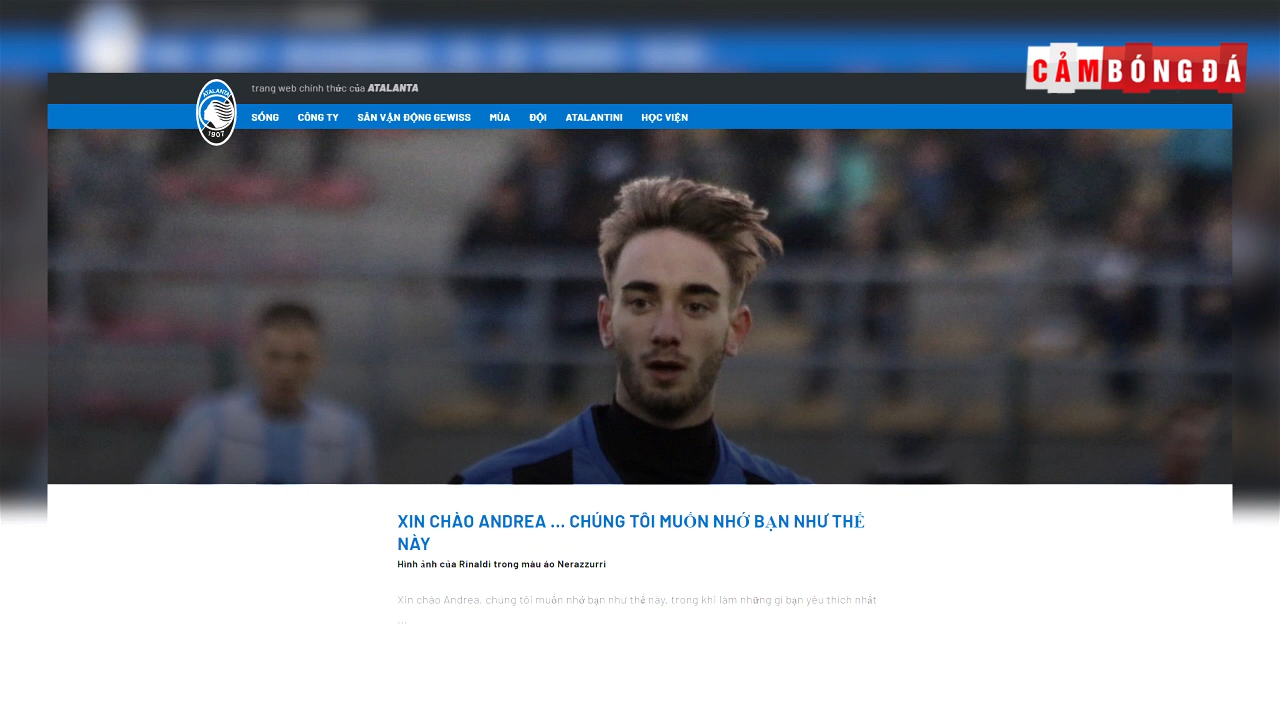 CẢMBÓNGĐÁ
trang web chính thức của ATALANTA
ATALANTA
1907
SỐNG CÔNG TY SÂN VẬN ĐỘNG GEWISS MÙA ĐỘI ATALANTINI HỌC VIỆN
XIN CHÀO ANDREA ... CHÚNG TÔI MUỐN NHỚ BẠN NHƯ THẾ
NÀY
Hình ảnh của Rinaldi trong màu áo Nerazzurri
Xin chào Andrea, chúng tôi muốn nhớ bạn như thế này, trong khi làm những gì bạn yêu thích nhất
...